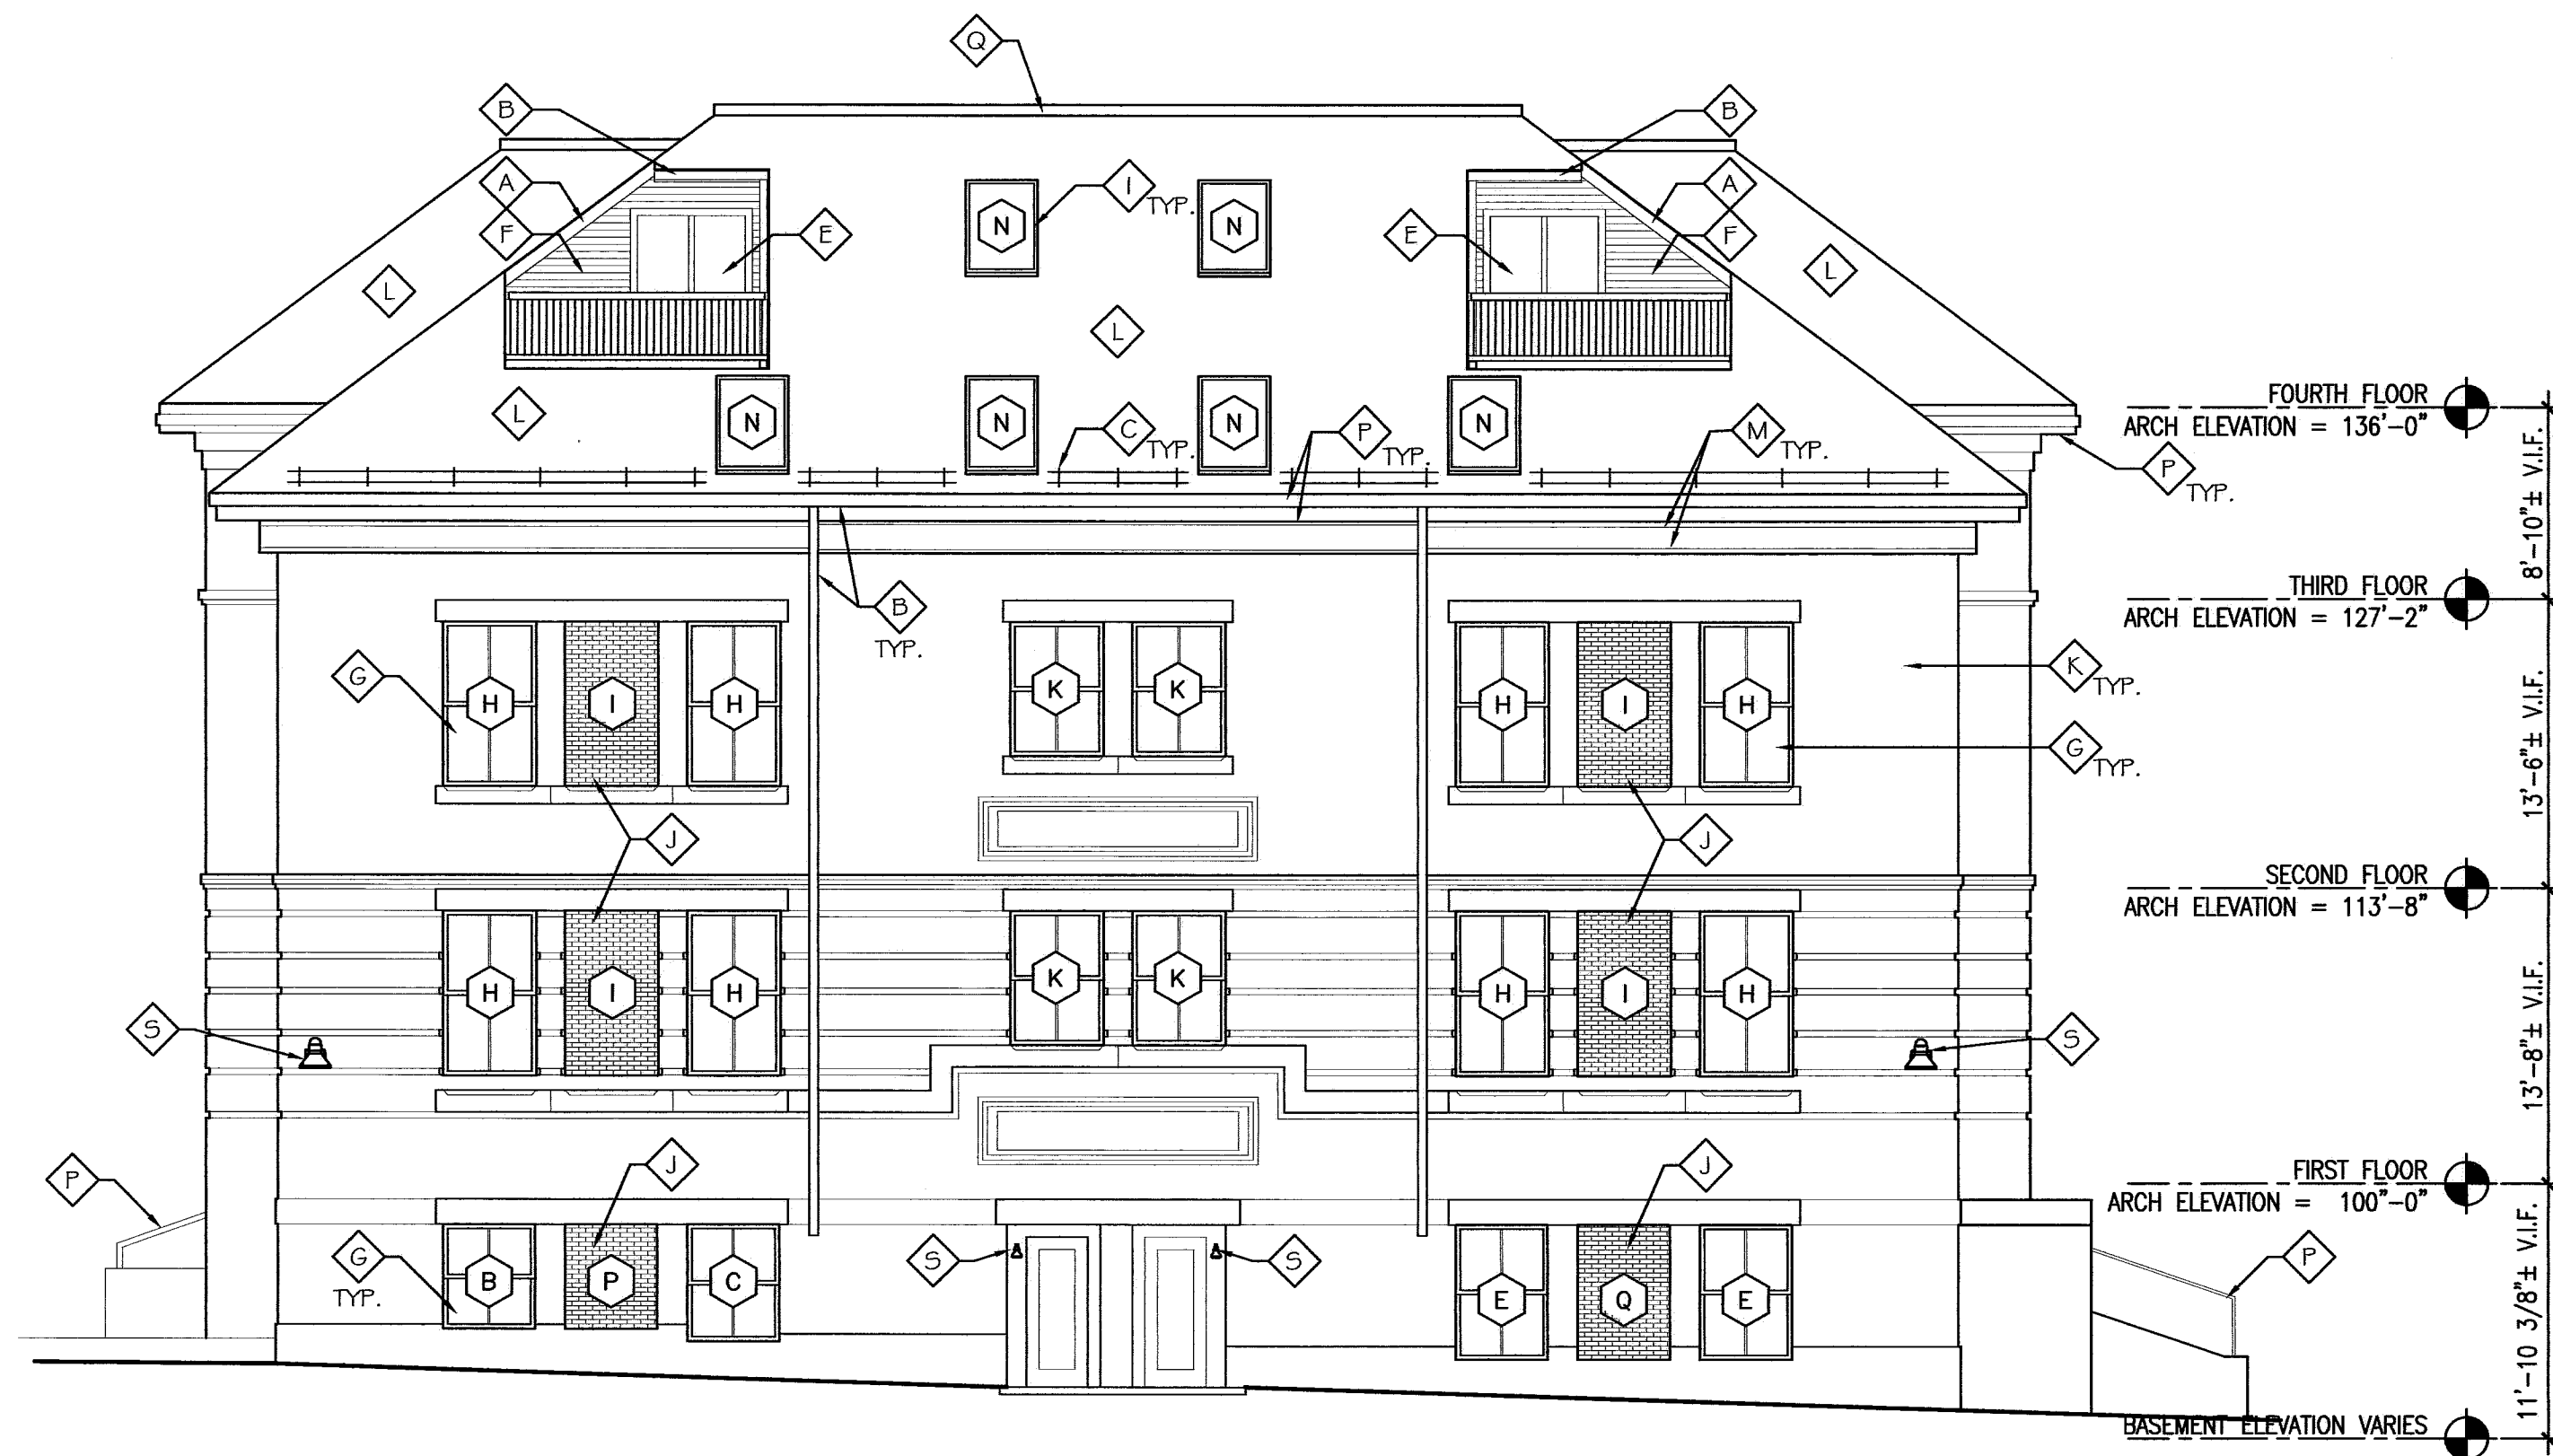 Q
B
B
A
I
TYP.
A
F
E
N
N
E
F
L
L
L
FOURTH FLOOR
ARCH ELEVATION = 136'-0"
L
N
N
C
TYP.
N
P
TYP.
N
M
TYP.
P
TYP.
8'-10"± V.I.F.
THIRD FLOOR
ARCH ELEVATION = 127'-2"
B
TYP.
G
H
I
H
K
K
H
I
H
K
TYP.
G
TYP.
13'-6"± V.I.F.
J
J
SECOND FLOOR
ARCH ELEVATION = 113'-8"
H
I
H
K
K
H
I
H
S
S
13'-8"± V.I.F.
P
J
J
FIRST FLOOR
ARCH ELEVATION = 100"-0"
G
TYP.
B
P
C
S
S
E
Q
E
P
11'-10 3/8"± V.I.F.
BASEMENT ELEVATION VARIES